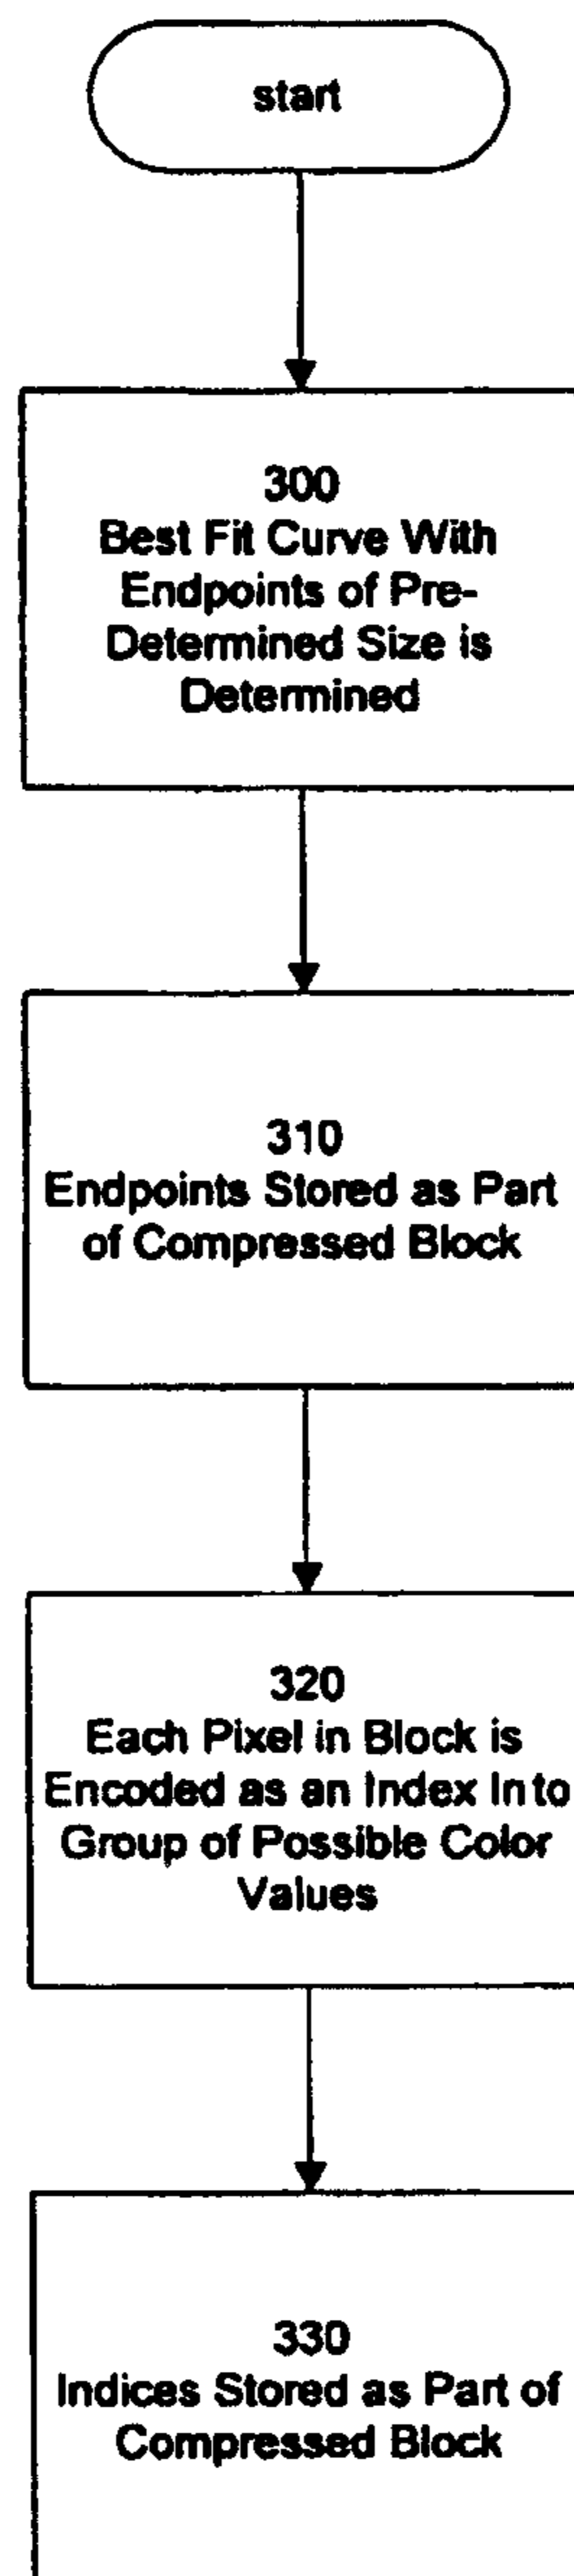 start
300
Best Fit Curve With
Endpoints of Pre-
Determined Size is
Determined
310
Endpoints Stored as Part
of Compressed Block
320
Each Pixel in Block is
Encoded as an Index Into
Group of Possible Color
Values
330
Indices Stored as Part of
Compressed Block